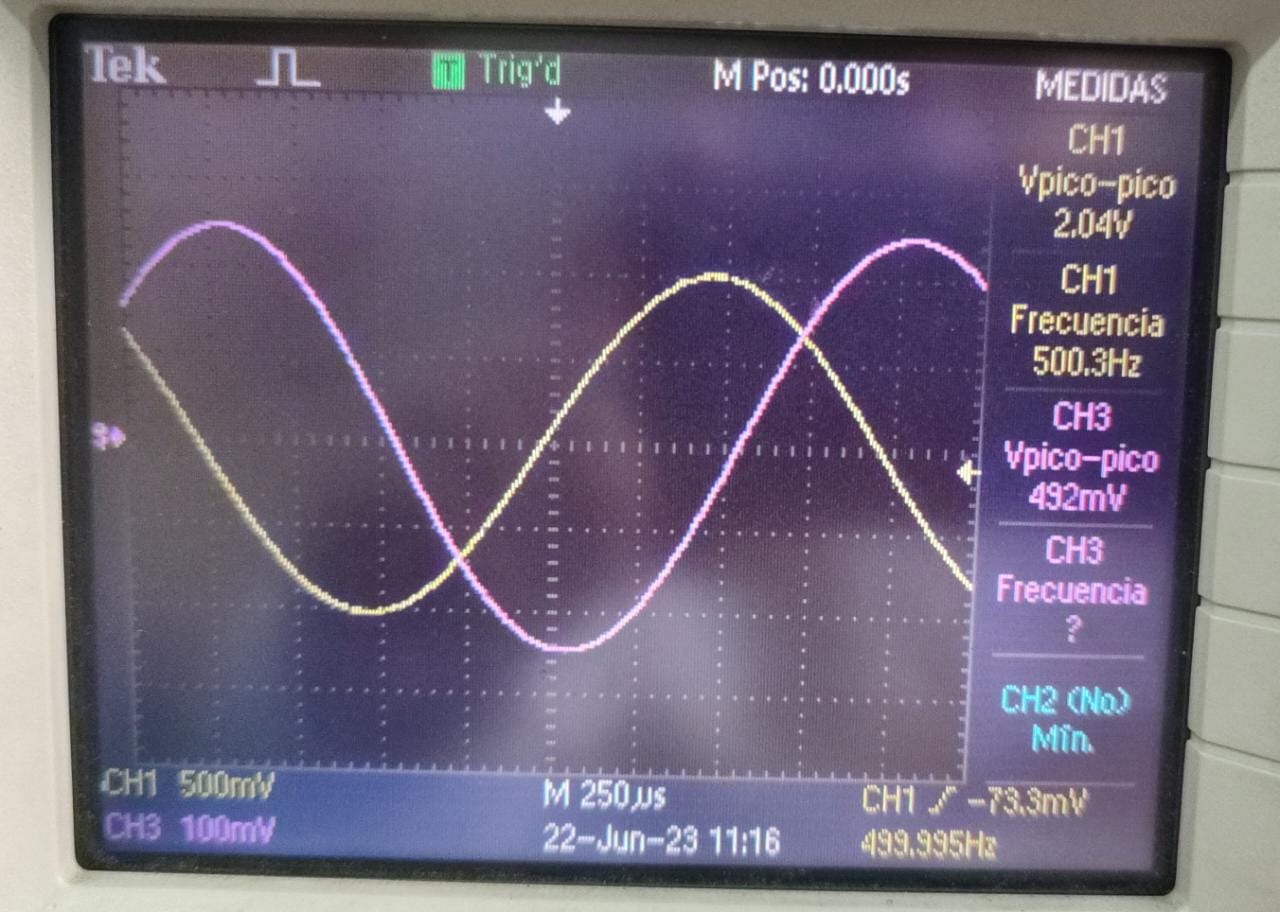 Tek
T Trig'd
M Pos: 0.000s
MEDIDAS
CH1
Vpico-pico
2.04V
CH1
Frecuencia
500.3Hz
CH3
Vpico-pico
492mV
CH3
Frecuencia
?
CH2 (No)
Mín.
CH1 500mV
M 250µs
CH1 -73.3mV
CH3 100mV
22-Jun-23 11:16
499.995Hz